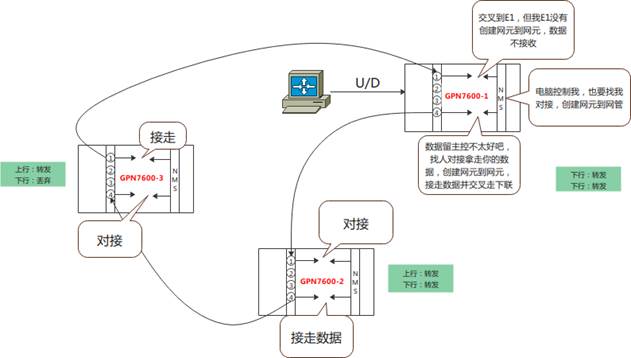 交叉到E1，但我E1没有
创建网元到网元，数据
不接收
U/D
①
②
③
④
GPN7600-1
NMS
电脑控制我，也要找我
对接，创建网元到网管
数据留主控不太好吧，
找人对接拿走你的数
据，创建网元到网元，
接走数据并交叉走下联
下行：转发
下行：转发
接走
上行：转发
下行：丢弃
①
②
③
④
GPN7600-3
NMS
对接
对接
①
②
③
④
GPN7600-2
NMS
上行：转发
下行：转发
接走数据